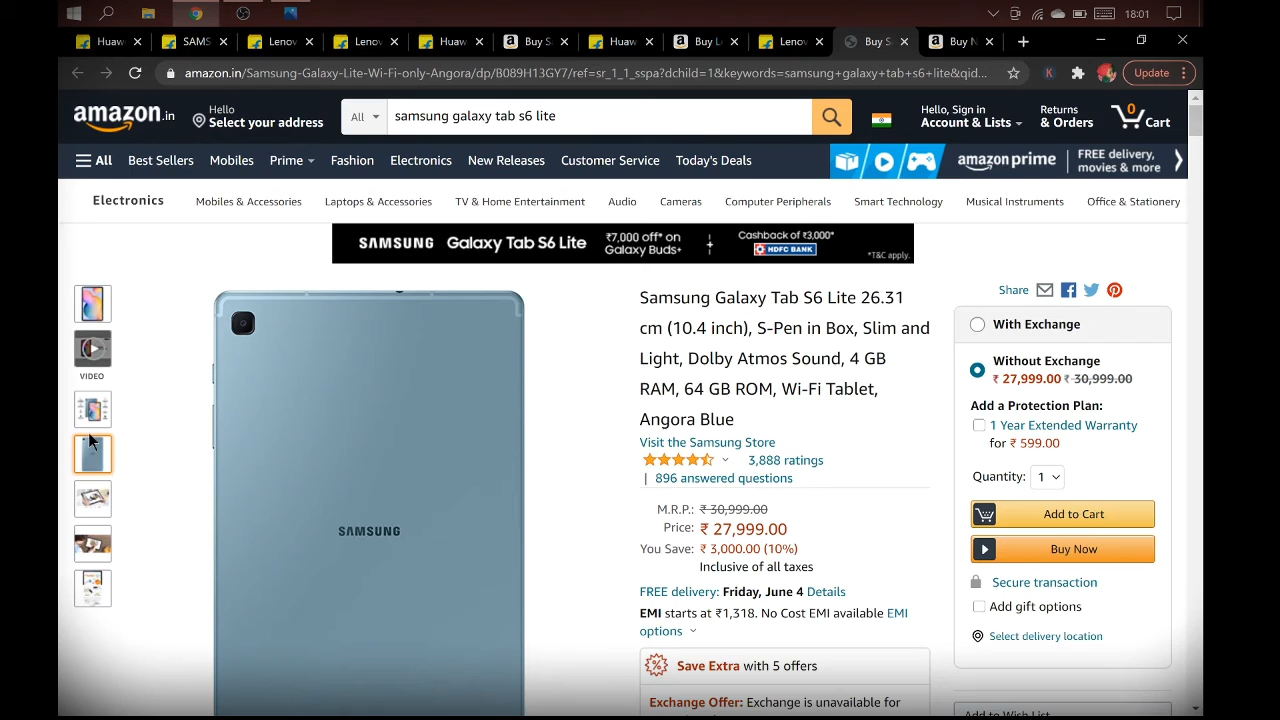 18:01
Huaw
SAMS
Lenov
Lenov
Huaw
Buy S
Huaw
Buy L
Lenov
Buy S
Buy N
amazon.in/Samsung-Galaxy-Lite-Wi-Fi-only-Angora/dp/B089H13GY7/ref=sr_1_1_sspa?dchild=1&keywords=samsung+galaxy+tab+s6+lite&qid...
K
Update
amazon.in
Hello
Select your address
All
samsung galaxy tab s6 lite
Hello, Sign in
Account & Lists
Returns
& Orders
0
Cart
All
Best Sellers
Mobiles
Prime
Fashion
Electronics
New Releases
Customer Service
Today's Deals
amazon prime
FREE delivery,
movies & more
Electronics
Mobiles & Accessories
Laptops & Accessories
TV & Home Entertainment
Audio
Cameras
Computer Peripherals
Smart Technology
Musical Instruments
Office & Stationery
SAMSUNG Galaxy Tab S6 Lite
₹7,000 off* on
Galaxy Buds+
+
Cashback of ₹3,000*
HDFC BANK
*T&C apply.
VIDEO
SAMSUNG
Samsung Galaxy Tab S6 Lite 26.31
cm (10.4 inch), S-Pen in Box, Slim and
Light, Dolby Atmos Sound, 4 GB
RAM, 64 GB ROM, Wi-Fi Tablet,
Angora Blue
Visit the Samsung Store
3,888 ratings
| 896 answered questions
M.R.P.: ₹ 30,999.00
Price: ₹ 27,999.00
You Save: ₹ 3,000.00 (10%)
Inclusive of all taxes
FREE delivery: Friday, June 4 Details
EMI starts at ₹1,318. No Cost EMI available EMI
options
Save Extra with 5 offers
Exchange Offer: Exchange is unavailable for
Share
With Exchange
Without Exchange
₹ 27,999.00 ₹ 30,999.00
Add a Protection Plan:
1 Year Extended Warranty
for ₹ 599.00
Quantity: 1
Add to Cart
Buy Now
Secure transaction
Add gift options
Select delivery location
Add to Wish List